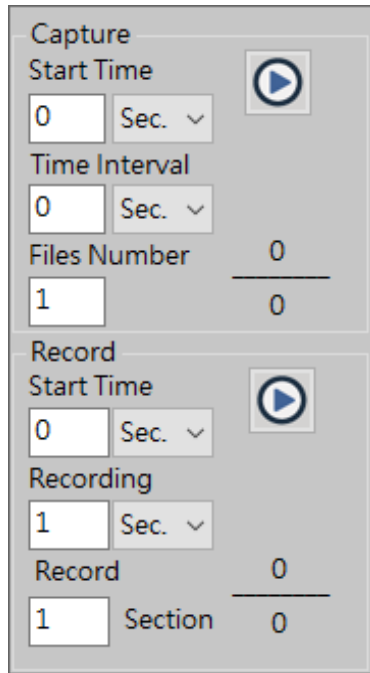 Capture
Start Time
0 Sec.
Time Interval
0 Sec.
Files Number 0
1 0
Record
Start Time
0 Sec.
Recording
1 Sec.
Record 0
1 Section 0